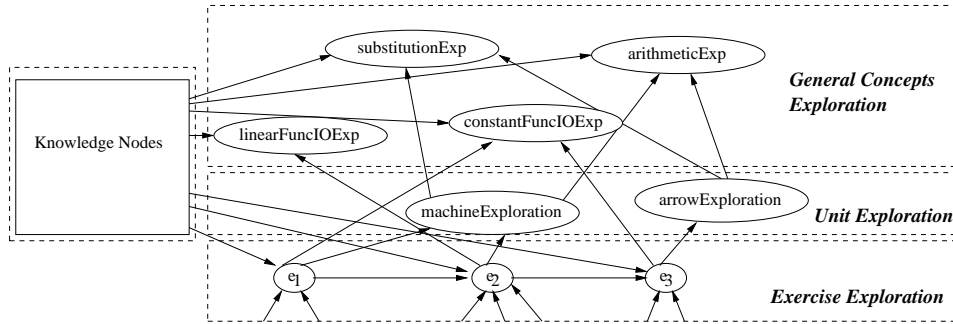 substitutionExp
arithmeticExp
General Concepts
Exploration
Knowledge Nodes
linearFuncIOExp
constantFuncIOExp
machineExploration
arrowExploration
Unit Exploration
e1
e2
e3
Exercise Exploration